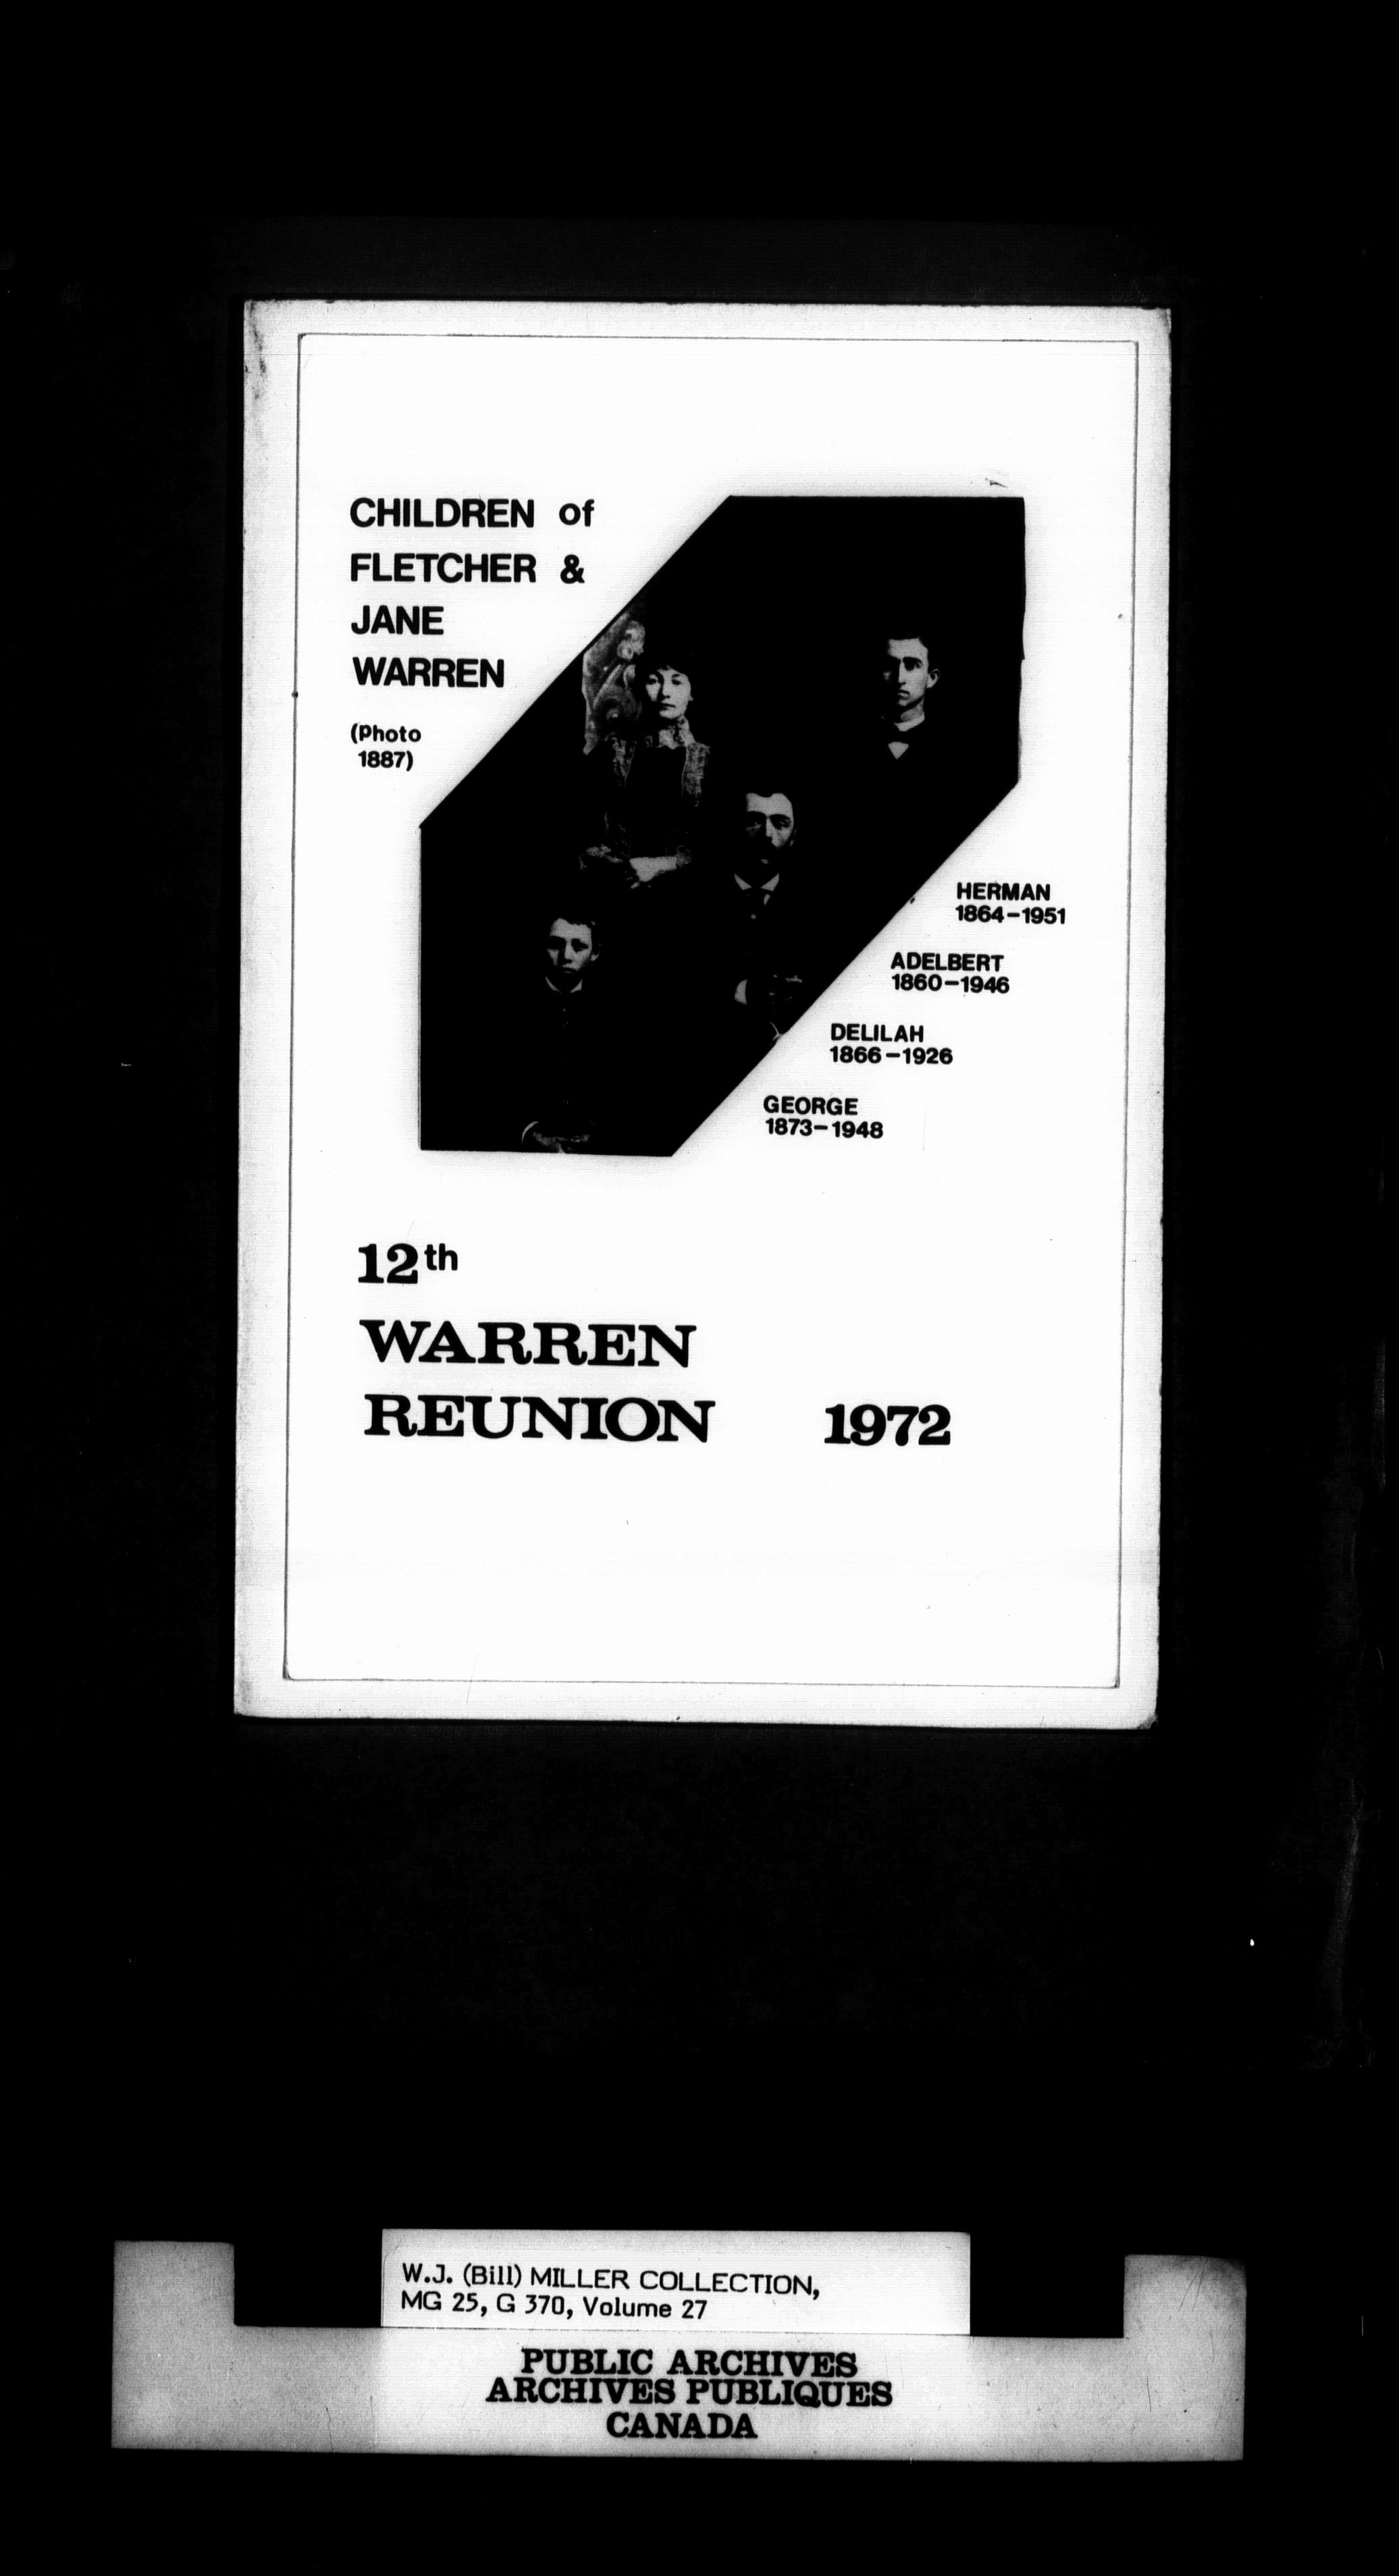 CHILDREN of
FLETCHER &
JANE
WARREN
(Photo
1887)
HERMAN
1864-1951
ADELBERT
1860-1946
DELILAH
1866-1926
GEORGE
1873-1948
12th
WARREN
REUNION 1972
W.J. (Bill) MILLER COLLECTION,
MG 25, G 370, Volume 27
PUBLIC ARCHIVES
ARCHIVES PUBLIQUES
CANADA